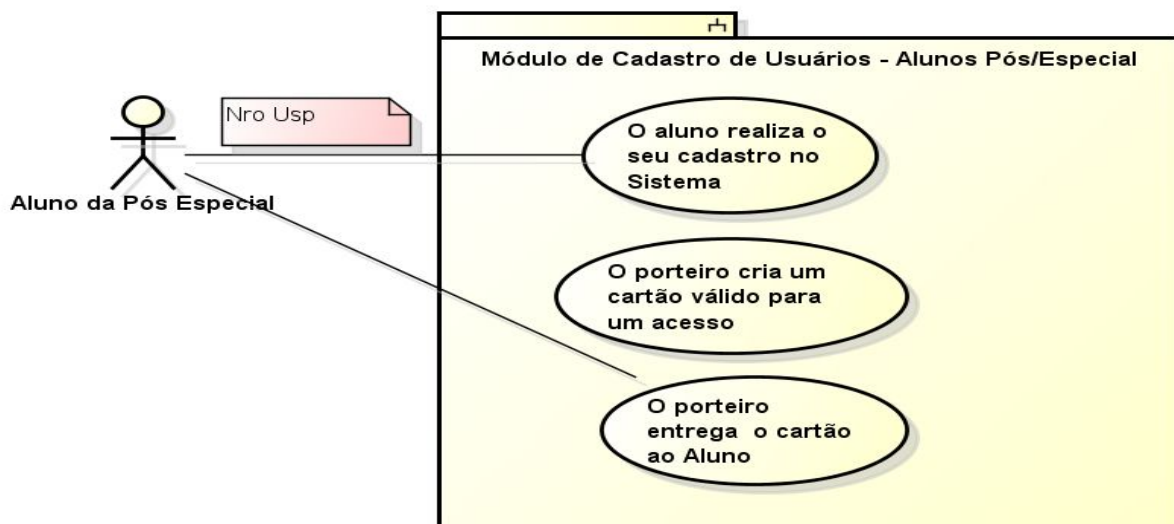 Módulo de Cadastro de Usuários - Alunos Pós/Especial
Nro Usp
Aluno da Pós Especial
O aluno realiza o
seu cadastro no
Sistema
O porteiro cria um
cartão válido para
um acesso
O porteiro
entrega o cartão
ao Aluno